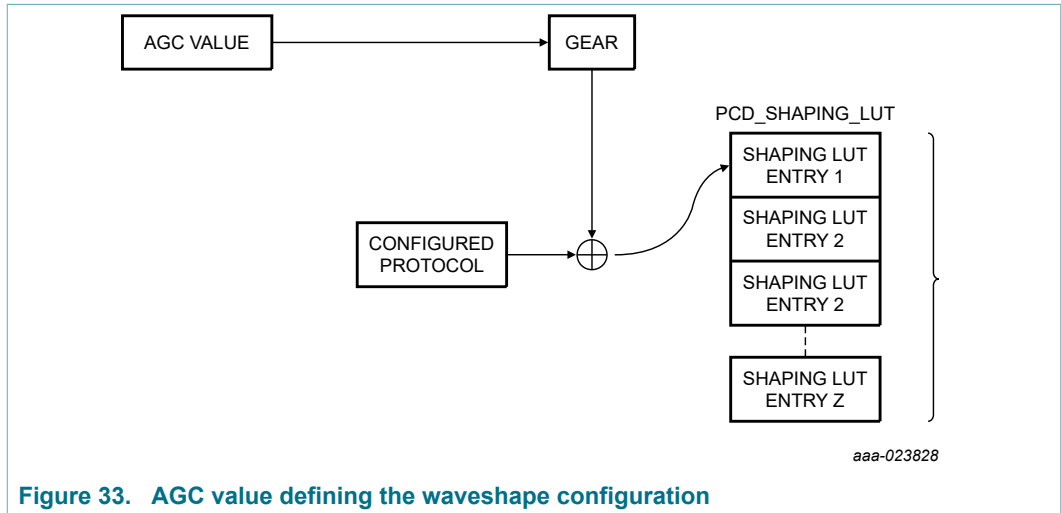 AGC VALUE
GEAR
PCD_SHAPING_LUT
SHAPING LUT
ENTRY 1
SHAPING LUT
ENTRY 2
CONFIGURED
PROTOCOL
SHAPING LUT
ENTRY 2
SHAPING LUT
ENTRY Z
aaa-023828
Figure 33. AGC value defining the waveshape configuration